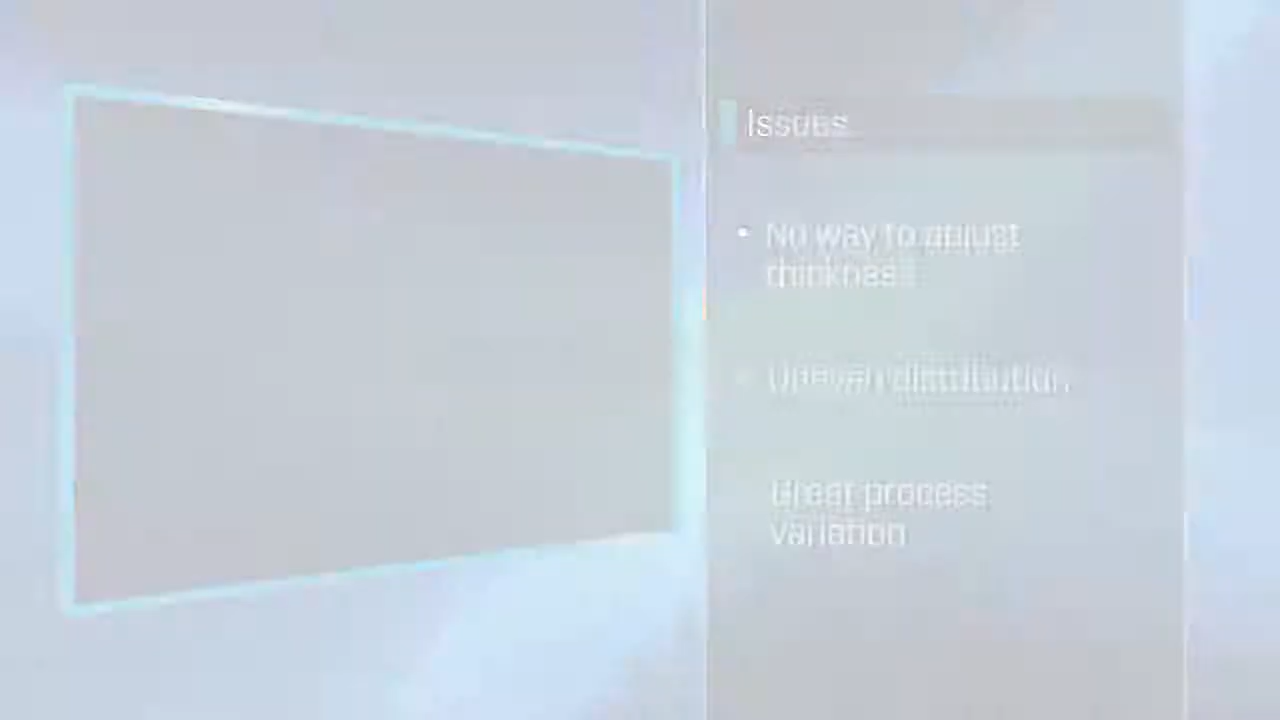 Issues
• No way to adjust
thickness
• Uneven distribution
Great process
variation